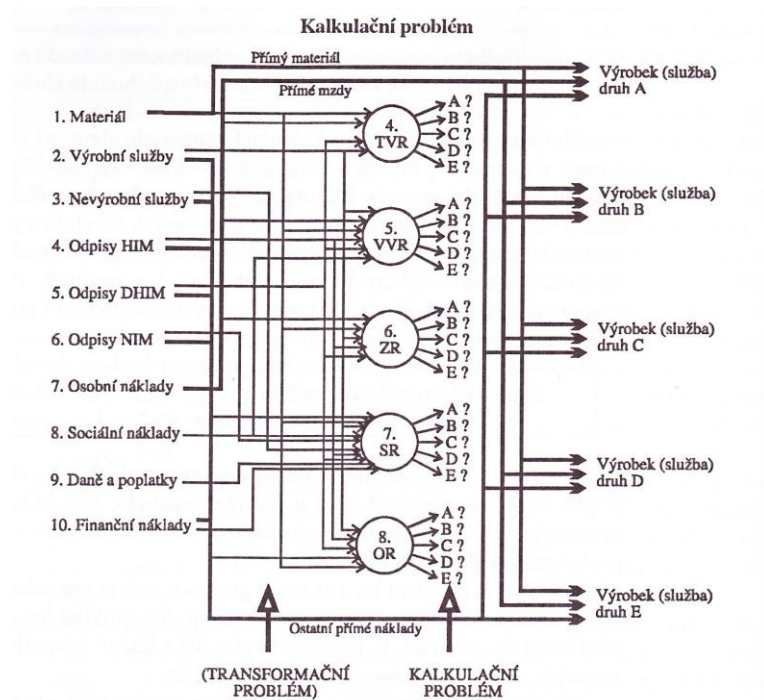 Kalkulační problém
Přímý materiál
Přímé mzdy
1. Materiál
2. Výrobní služby
3. Nevýrobní služby
4. Odpisy HIM
5. Odpisy DHIM
6. Odpisy NIM
7. Osobní náklady
8. Sociální náklady
9. Daně a poplatky
10. Finanční náklady
4.
TVR
A ?
B ?
C ?
D ?
E ?
5.
VVR
A ?
B ?
C ?
D ?
E ?
6.
ZR
A ?
B ?
C ?
D ?
E ?
7.
SR
A ?
B ?
C ?
D ?
E ?
8.
OR
A ?
B ?
C ?
D ?
E ?
Výrobek (služba)
druh A
Výrobek (služba)
druh B
Výrobek (služba)
druh C
Výrobek (služba)
druh D
Výrobek (služba)
druh E
Ostatní přímé náklady
(TRANSFORMAČNÍ
PROBLÉM)
KALKULAČNÍ
PROBLÉM